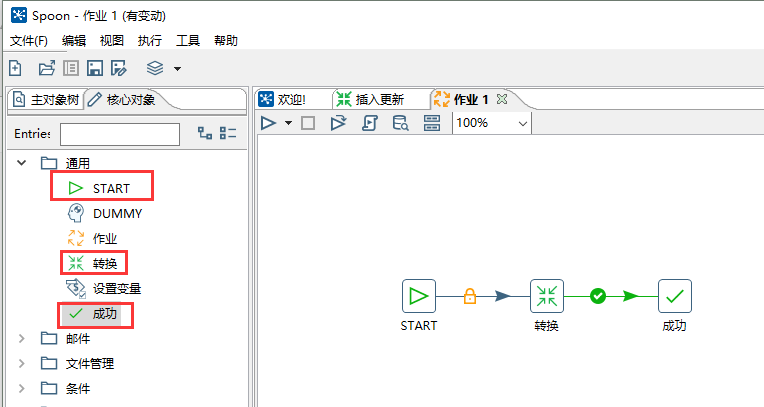 Spoon - 作业 1 (有变动)
文件(F) 编辑 视图 执行 工具 帮助
主对象树 核心对象
欢迎! 插入更新 作业 1
Entries
100%
通用
START
DUMMY
作业
转换
设置变量
成功
邮件
文件管理
条件
START 转换 成功